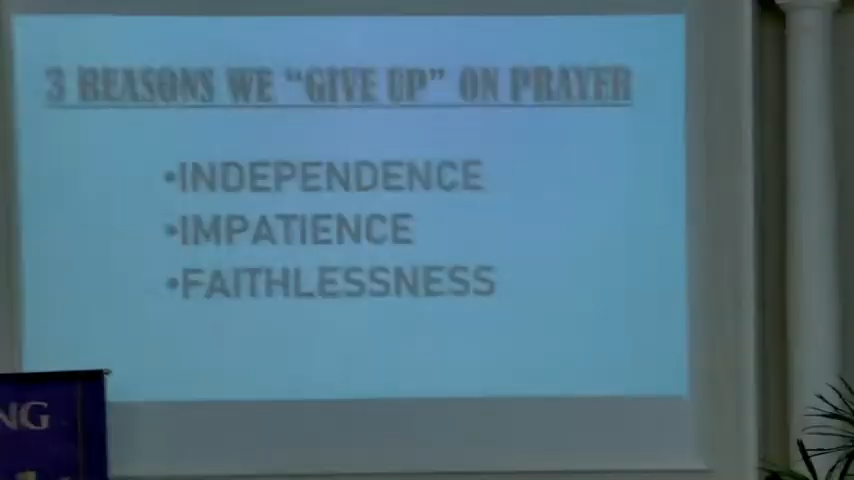 3 REASONS WE “GIVE UP” ON PRAYER
•INDEPENDENCE
•IMPATIENCE
•FAITHLESSNESS
NG